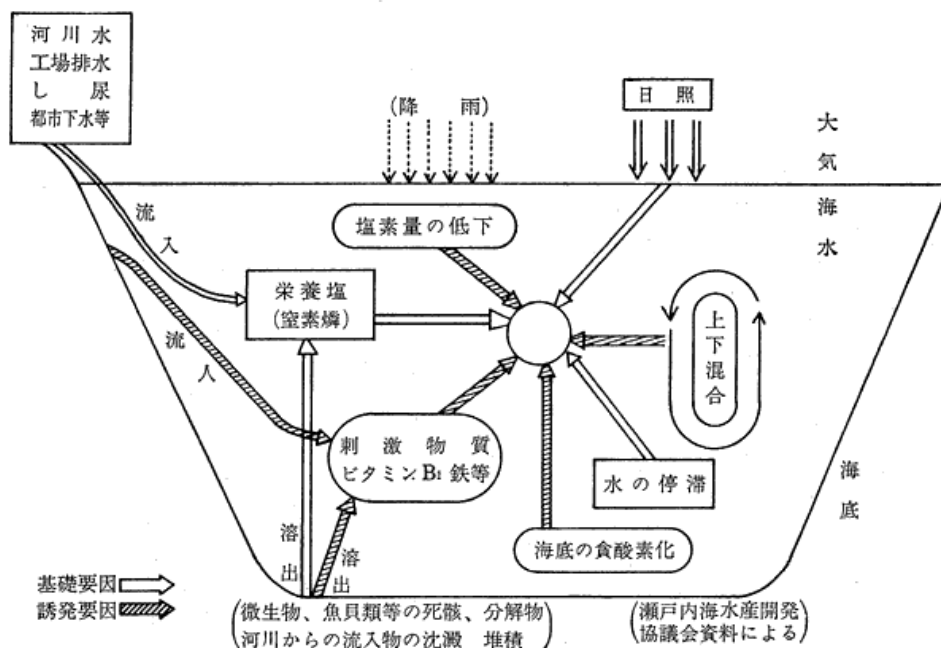 河川水
工場排水
し尿
都市下水等
(降雨)
日照
大気
海水
流入
塩素量の低下
栄養塩
(窒素燐)
流人
上下混合
刺激物質
ビタミンB₁鉄等
水の停滞
海底
溶出
溶出
海底の食酸素化
基礎要因
誘発要因
(微生物、魚貝類等の死骸、分解物
河川からの流入物の沈澱 堆積)
(瀬戸内海水産開発
協議会資料による)